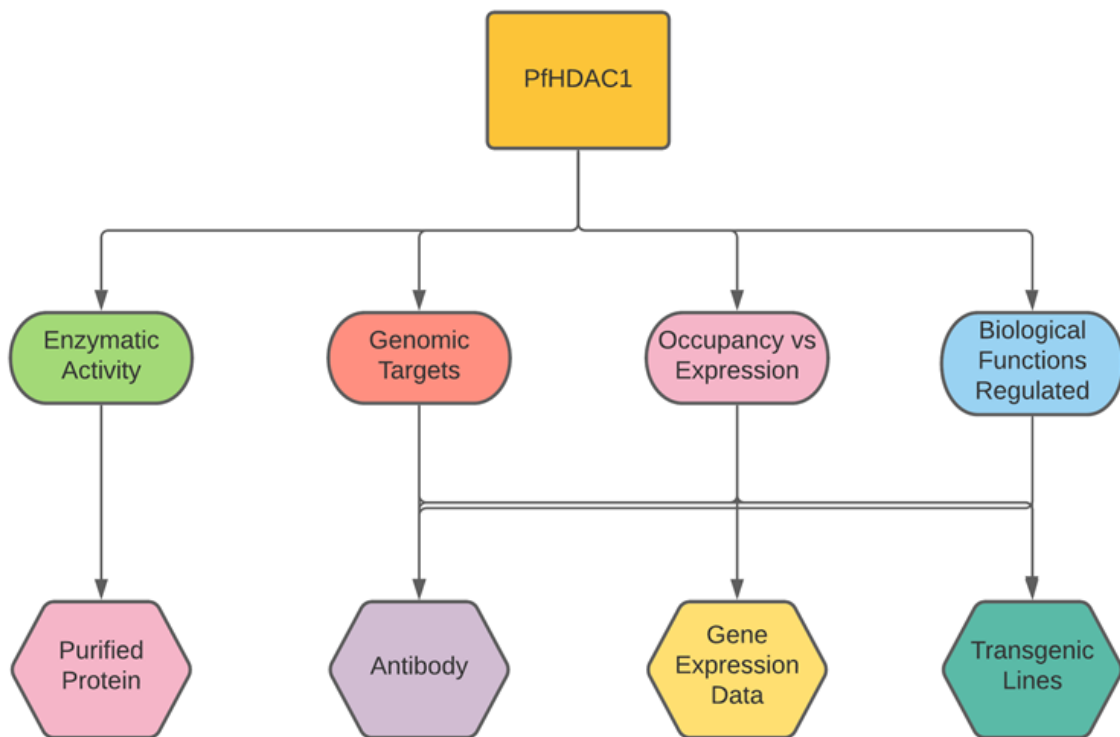 PfHDAC1
Enzymatic
Activity
Genomic
Targets
Occupancy vs
Expression
Biological
Functions
Regulated
Purified
Protein
Antibody
Gene
Expression
Data
Transgenic
Lines